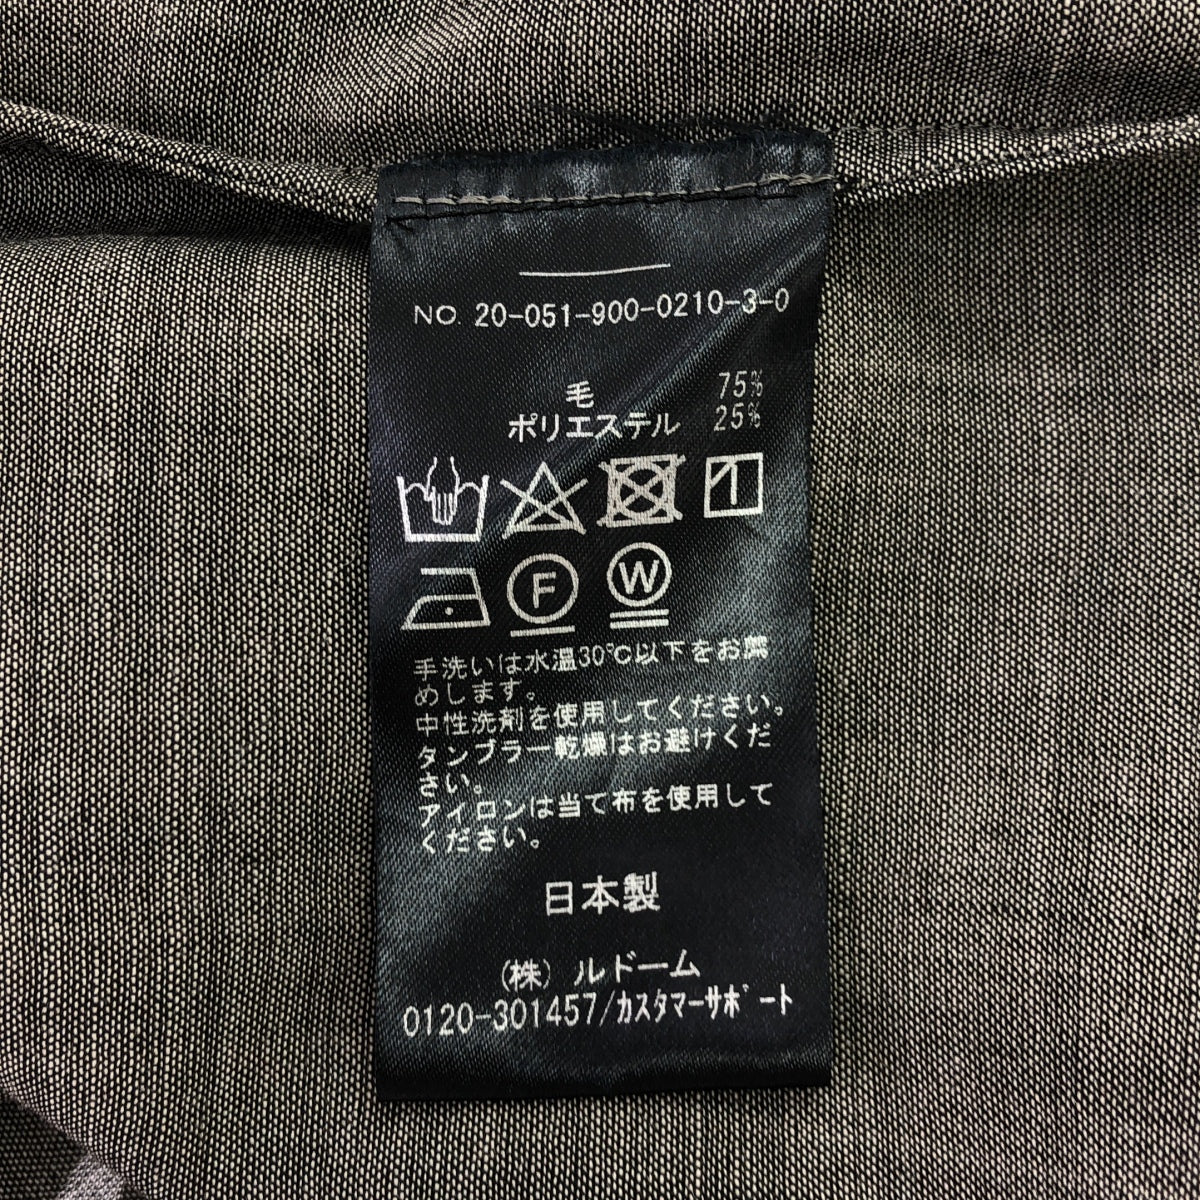 NO. 20-051-900-0210-3-0
毛 75%
ポリエステル 25%
F W
手洗いは水温30℃以下をお薦
めします。
中性洗剤を使用してください。
タンブラー乾燥はお避けくだ
さい。
アイロンは当て布を使用して
ください。
日本製
(株) ルドーム
0120-301457/カスタマーサポート